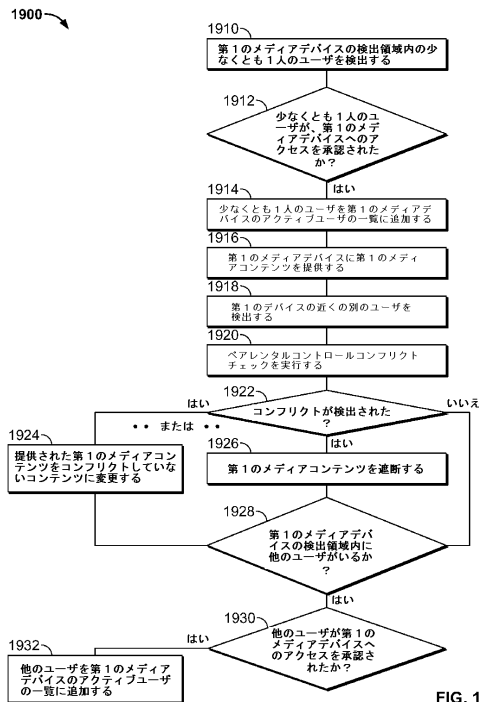 1900
1910
第１のメディアデバイスの検出領域内の少
なくとも１人のユーザを検出する
1912
少なくとも１人のユ
ーザが、第１のメデ
ィアデバイスへのア
クセスを承認された
か？
はい
1914
少なくとも１人のユーザを第１のメディアデ
バイスのアクティブユーザの一覧に追加する
1916
第１のメディアデバイスに第１のメディ
アコンテンツを提供する
1918
第１のデバイスの近くの別のユーザを
検出する
1920
ペアレンタルコントロールコンフリクト
チェックを実行する
1922
コンフリクトが検出された
？
はい
いいえ
・・ または ・・
はい
1924
提供された第１のメディアコン
テンツをコンフリクトしていな
いコンテンツに変更する
1926
第１のメディアコンテンツを遮断する
1928
第１のメディアデバ
イスの検出領域内に
他のユーザがいるか
？
はい
1930
他のユーザが第１の
メディアデバイスへ
のアクセスを承認さ
れたか？
はい
1932
他のユーザを第１のメディア
デバイスのアクティブユーザ
の一覧に追加する
FIG. 1